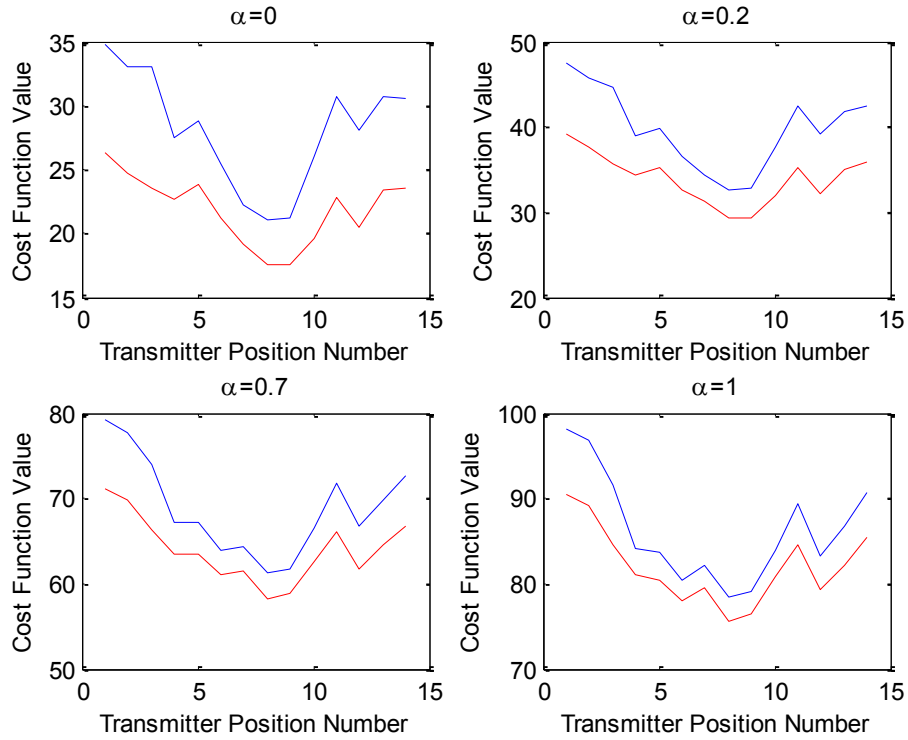 α=0
35
30
25
20
15
Cost Function Value
0
5
10
15
Transmitter Position Number
α=0.2
50
40
30
20
Cost Function Value
0
5
10
15
Transmitter Position Number
α=0.7
80
70
60
50
Cost Function Value
0
5
10
15
Transmitter Position Number
α=1
100
90
80
70
Cost Function Value
0
5
10
15
Transmitter Position Number